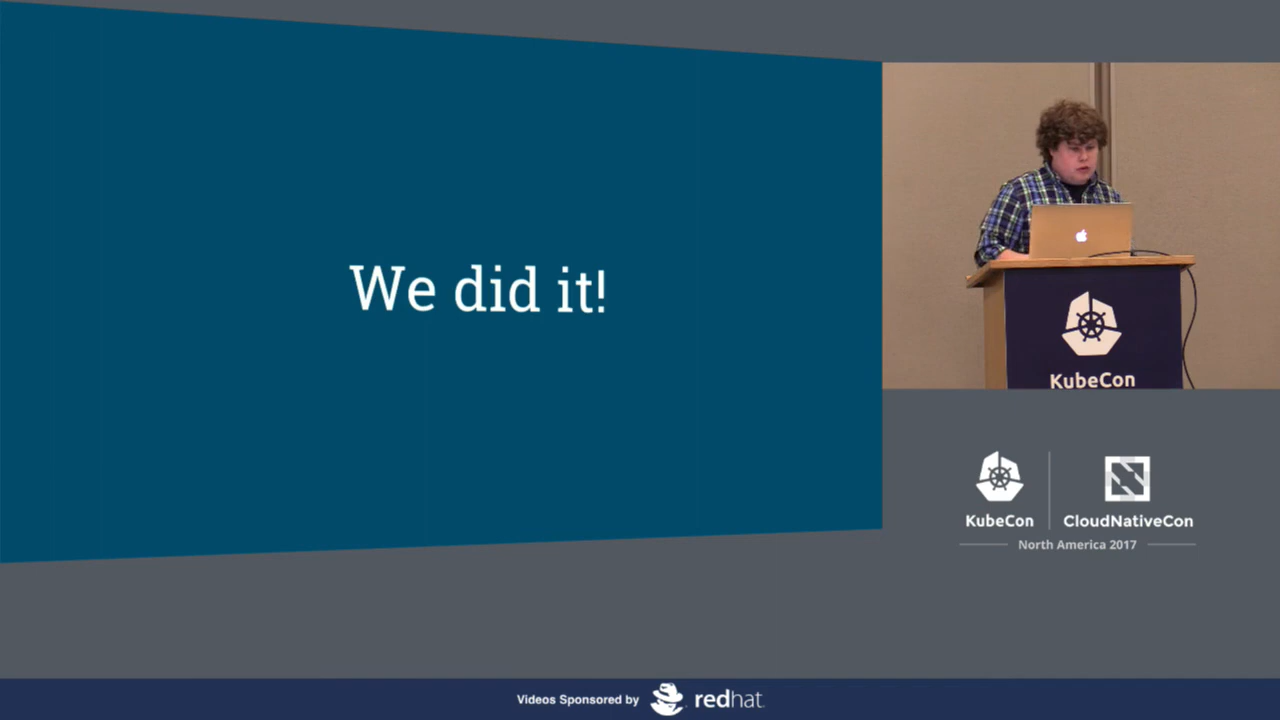 We did it!
KubeCon
KubeCon
CloudNativeCon
North America 2017
Videos Sponsored by redhat.